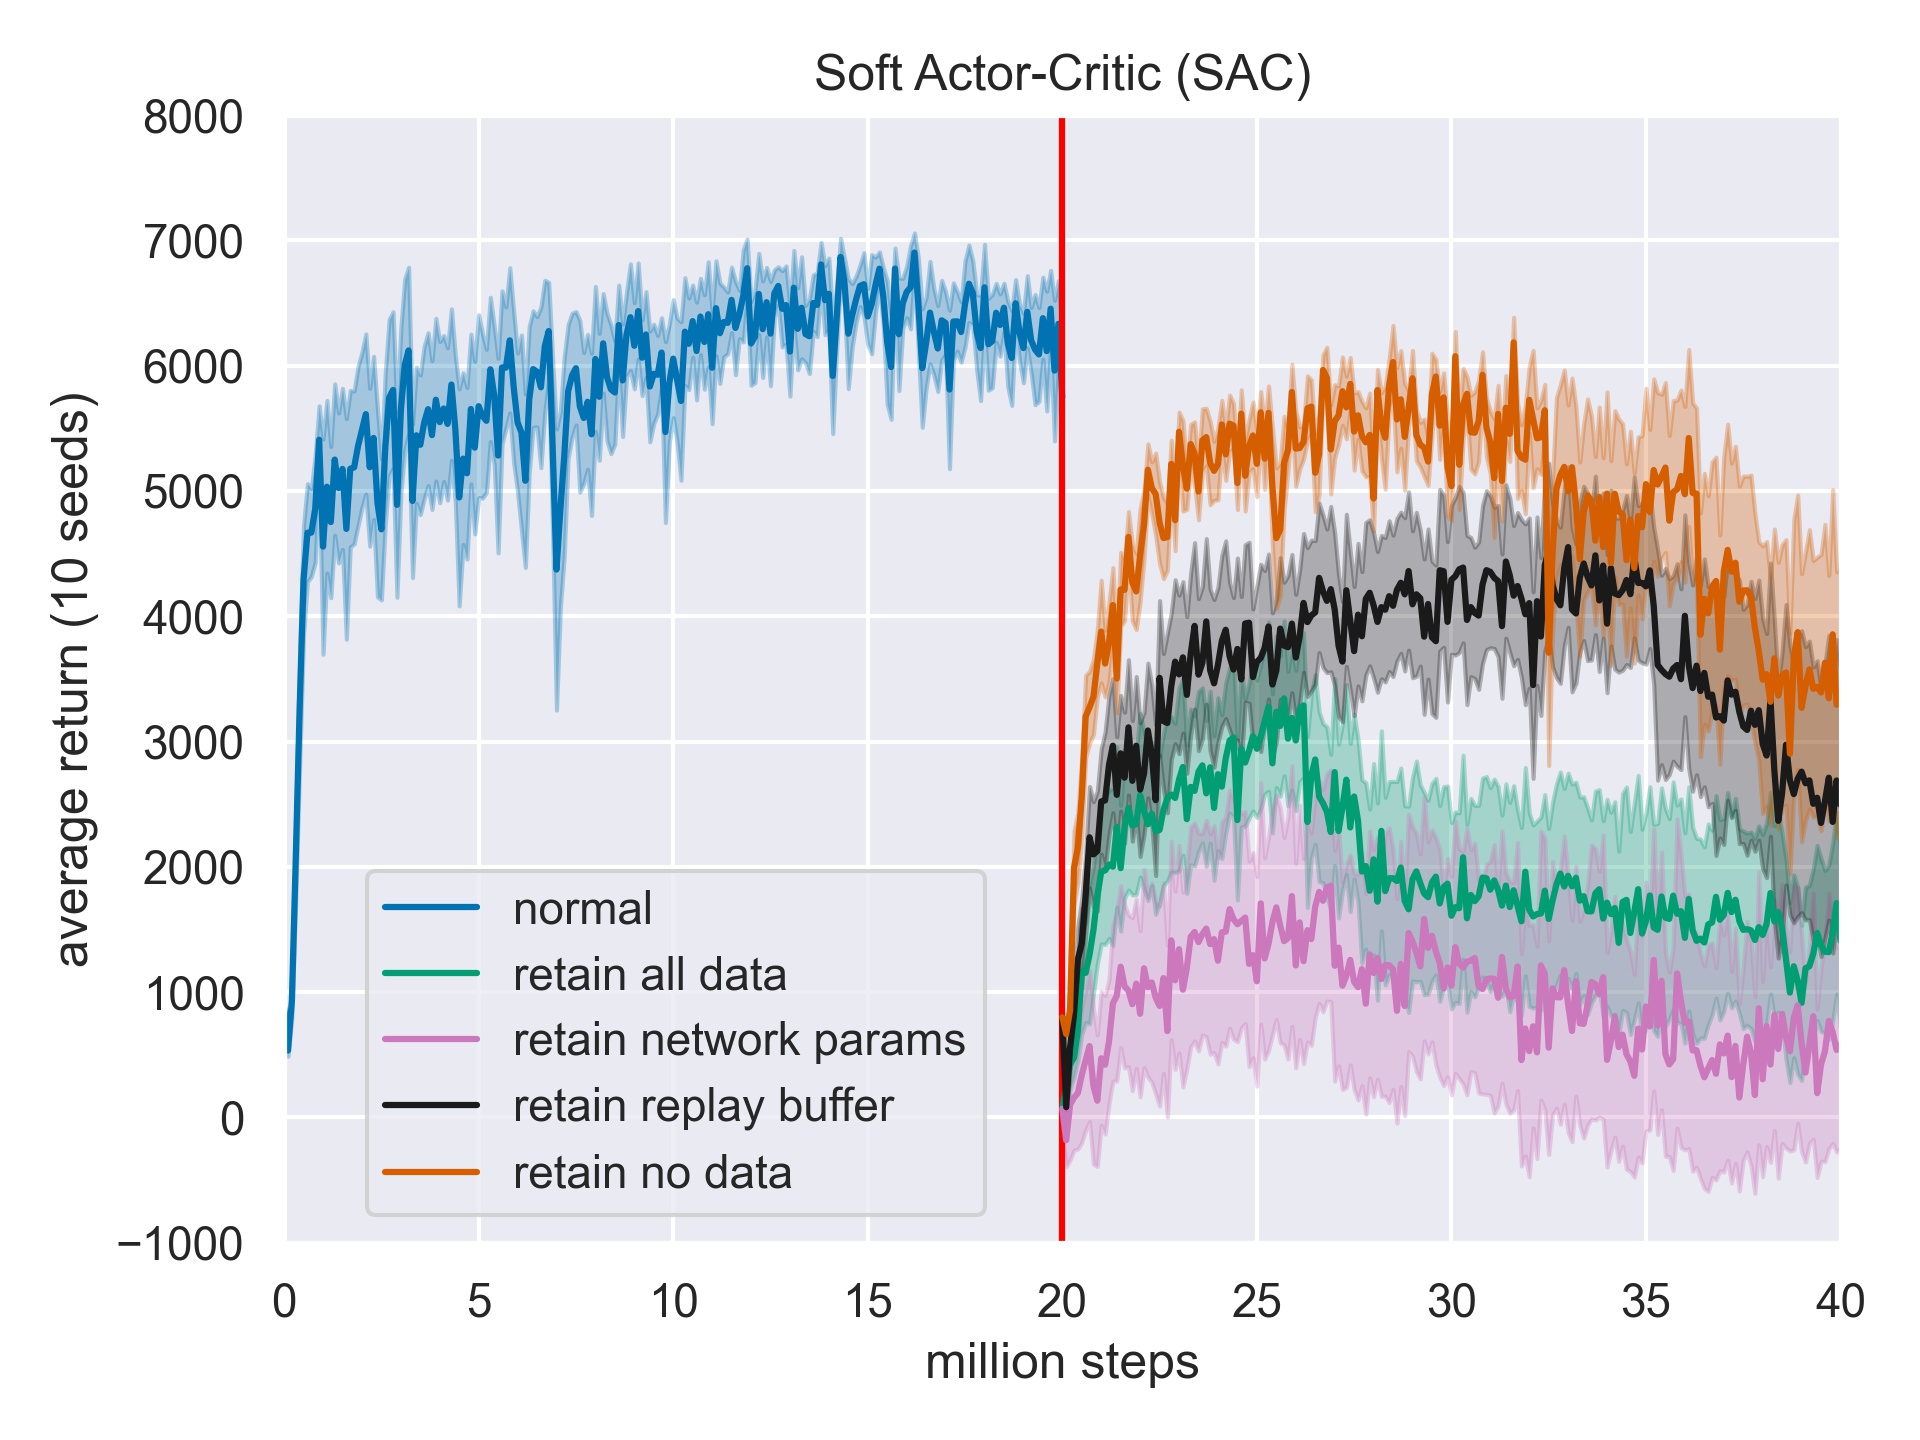 Soft Actor-Critic (SAC)
8000
7000
6000
5000
4000
3000
2000
1000
0
−1000
average return (10 seeds)
normal
retain all data
retain network params
retain replay buffer
retain no data
0 5 10 15 20 25 30 35 40
million steps